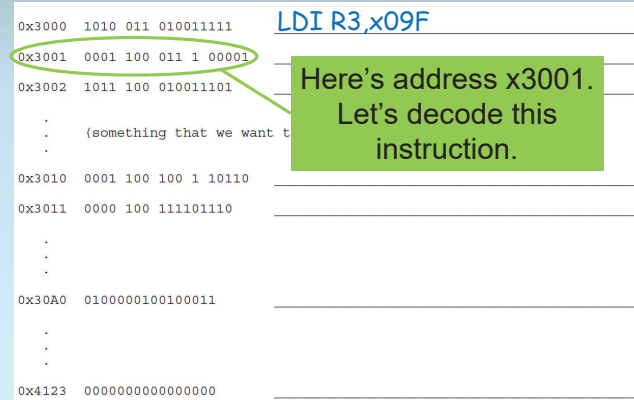 0x3000 1010 011 010011111 LDI R3,x09F
0x3001 0001 100 011 1 00001
0x3002 1011 100 010011101
Here's address x3001.
Let's decode this
instruction.
.
. (something that we want t
.
0x3010 0001 100 100 1 10110
0x3011 0000 100 111101110
.
.
.
0x30A0 0100000100100011
.
.
.
0x4123 0000000000000000